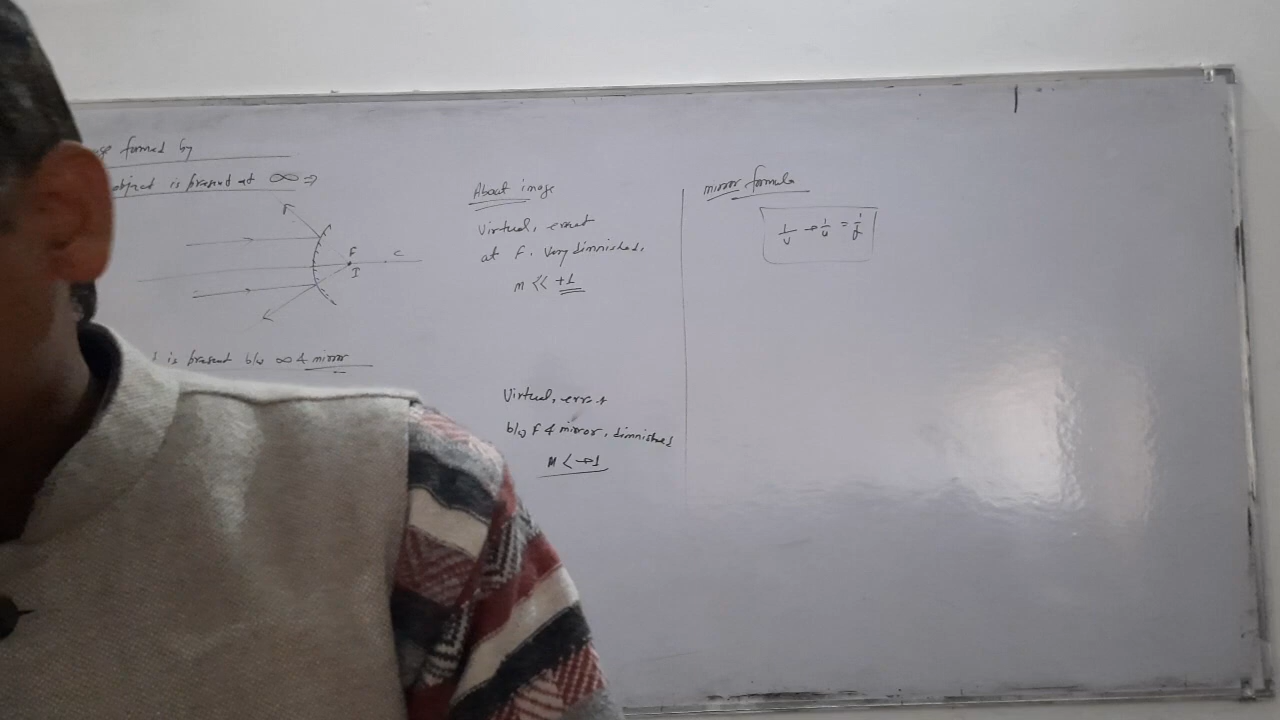 formed by
object is present at ∞ ⇒
F
C
I
is present b/w ∞ & mirror
About image
Virtual, erect
at F, Very diminished,
m << +1
Virtual, erect
b/w F & mirror, diminished
m < +1
mirror formula
1/v + 1/u = 1/f